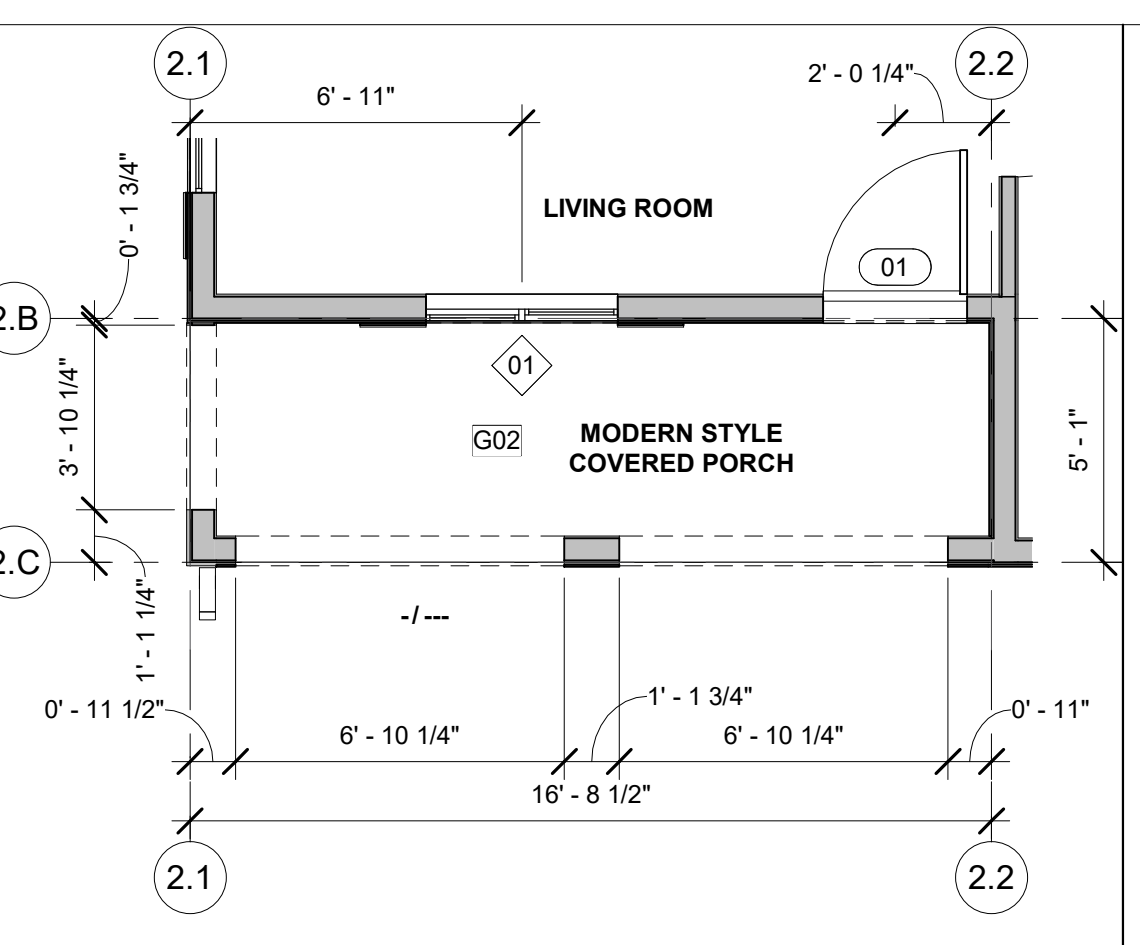 2.1
2.2
2' - 0 1/4"
6' - 11"
0' - 1 3/4"
LIVING ROOM
01
2.B
01
3' - 10 1/4"
G02
MODERN STYLE
COVERED PORCH
5' - 1"
2.C
1' - 1 1/4"
-/---
0' - 11 1/2"
1' - 1 3/4"
0' - 11"
6' - 10 1/4"
6' - 10 1/4"
16' - 8 1/2"
2.1
2.2